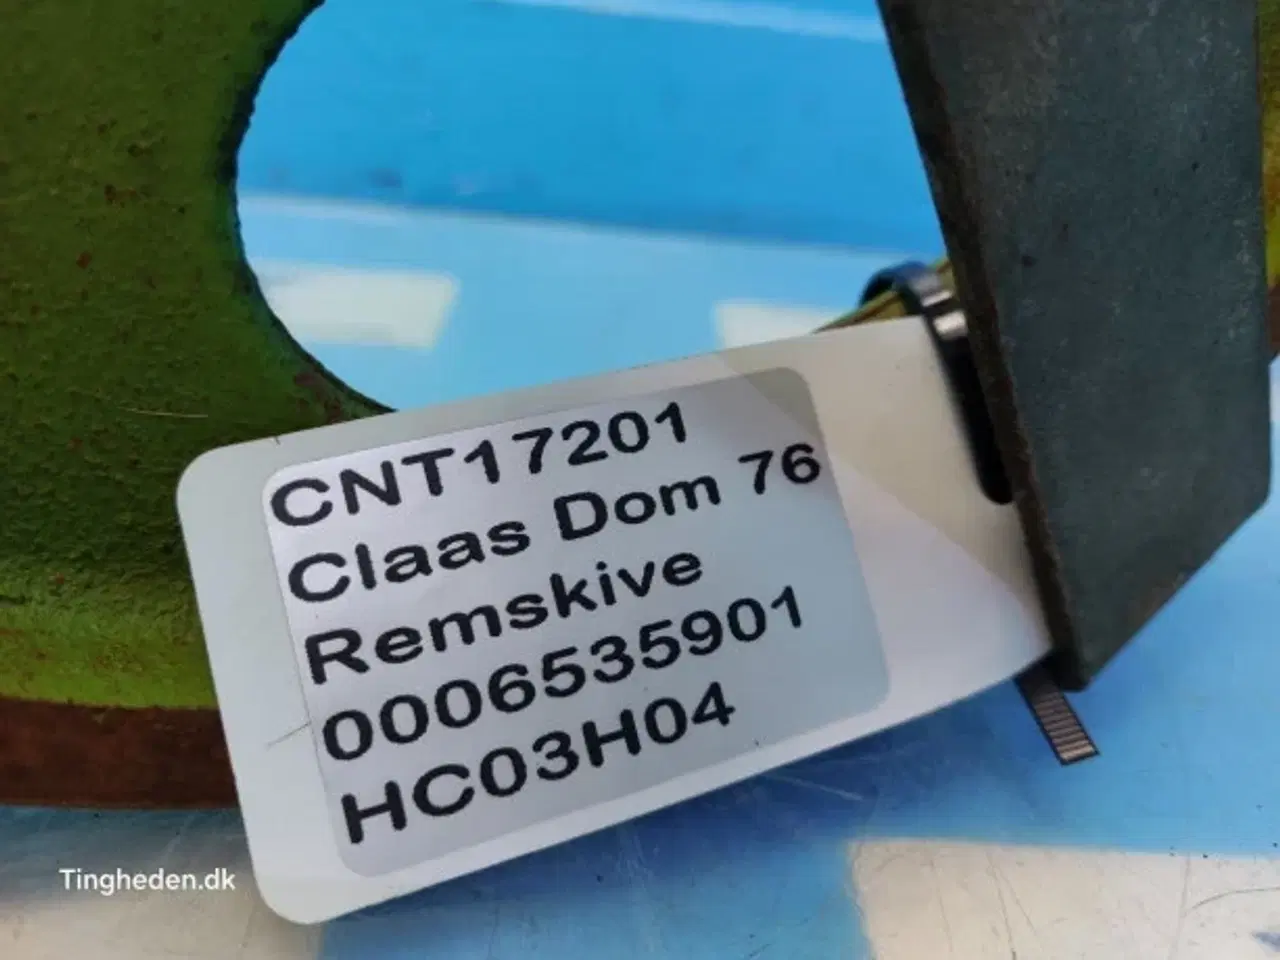 CNT17201
Claas Dom 76
Remskive
0006535901
HC03H04
Tingheden.dk